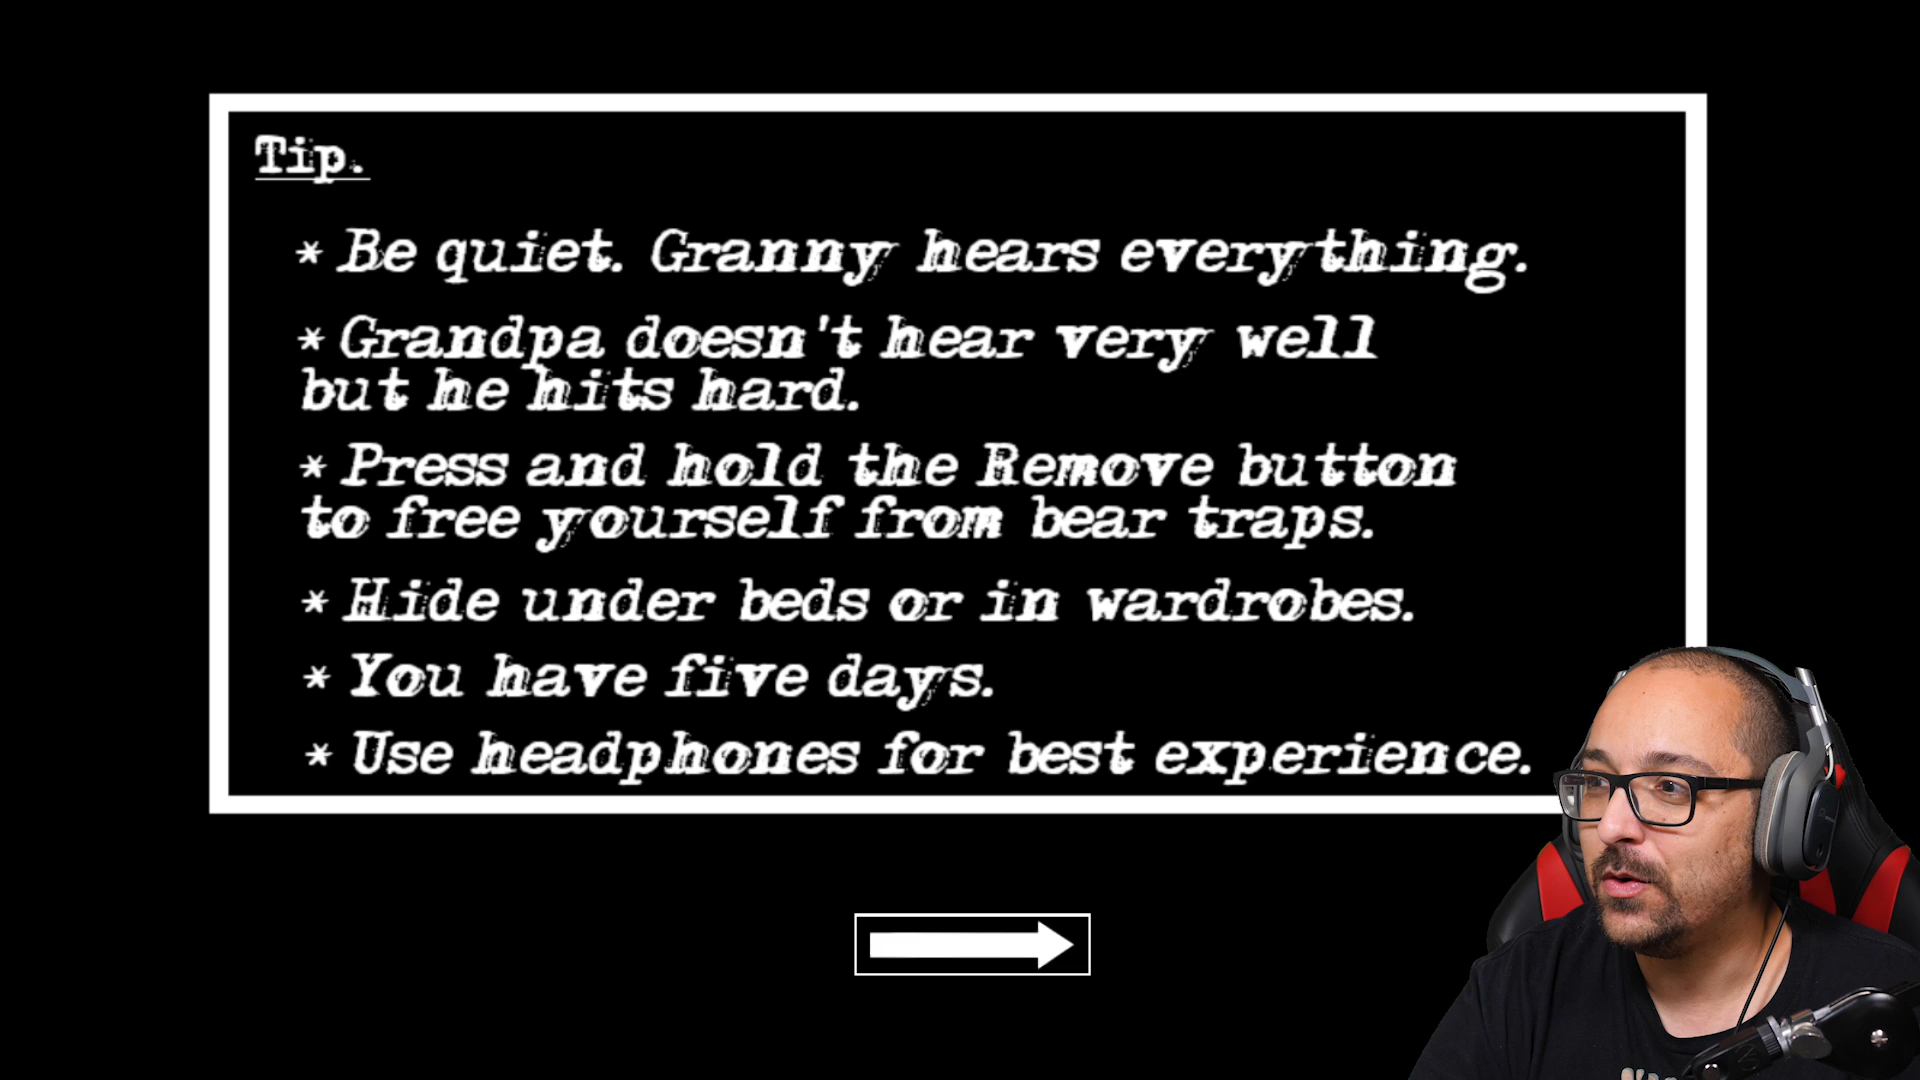 Tip.
* Be quiet. Granny hears everything.
* Grandpa doesn't hear very well
but he hits hard.
* Press and hold the Remove button
to free yourself from bear traps.
* Hide under beds or in wardrobes.
* You have five days.
* Use headphones for best experience.